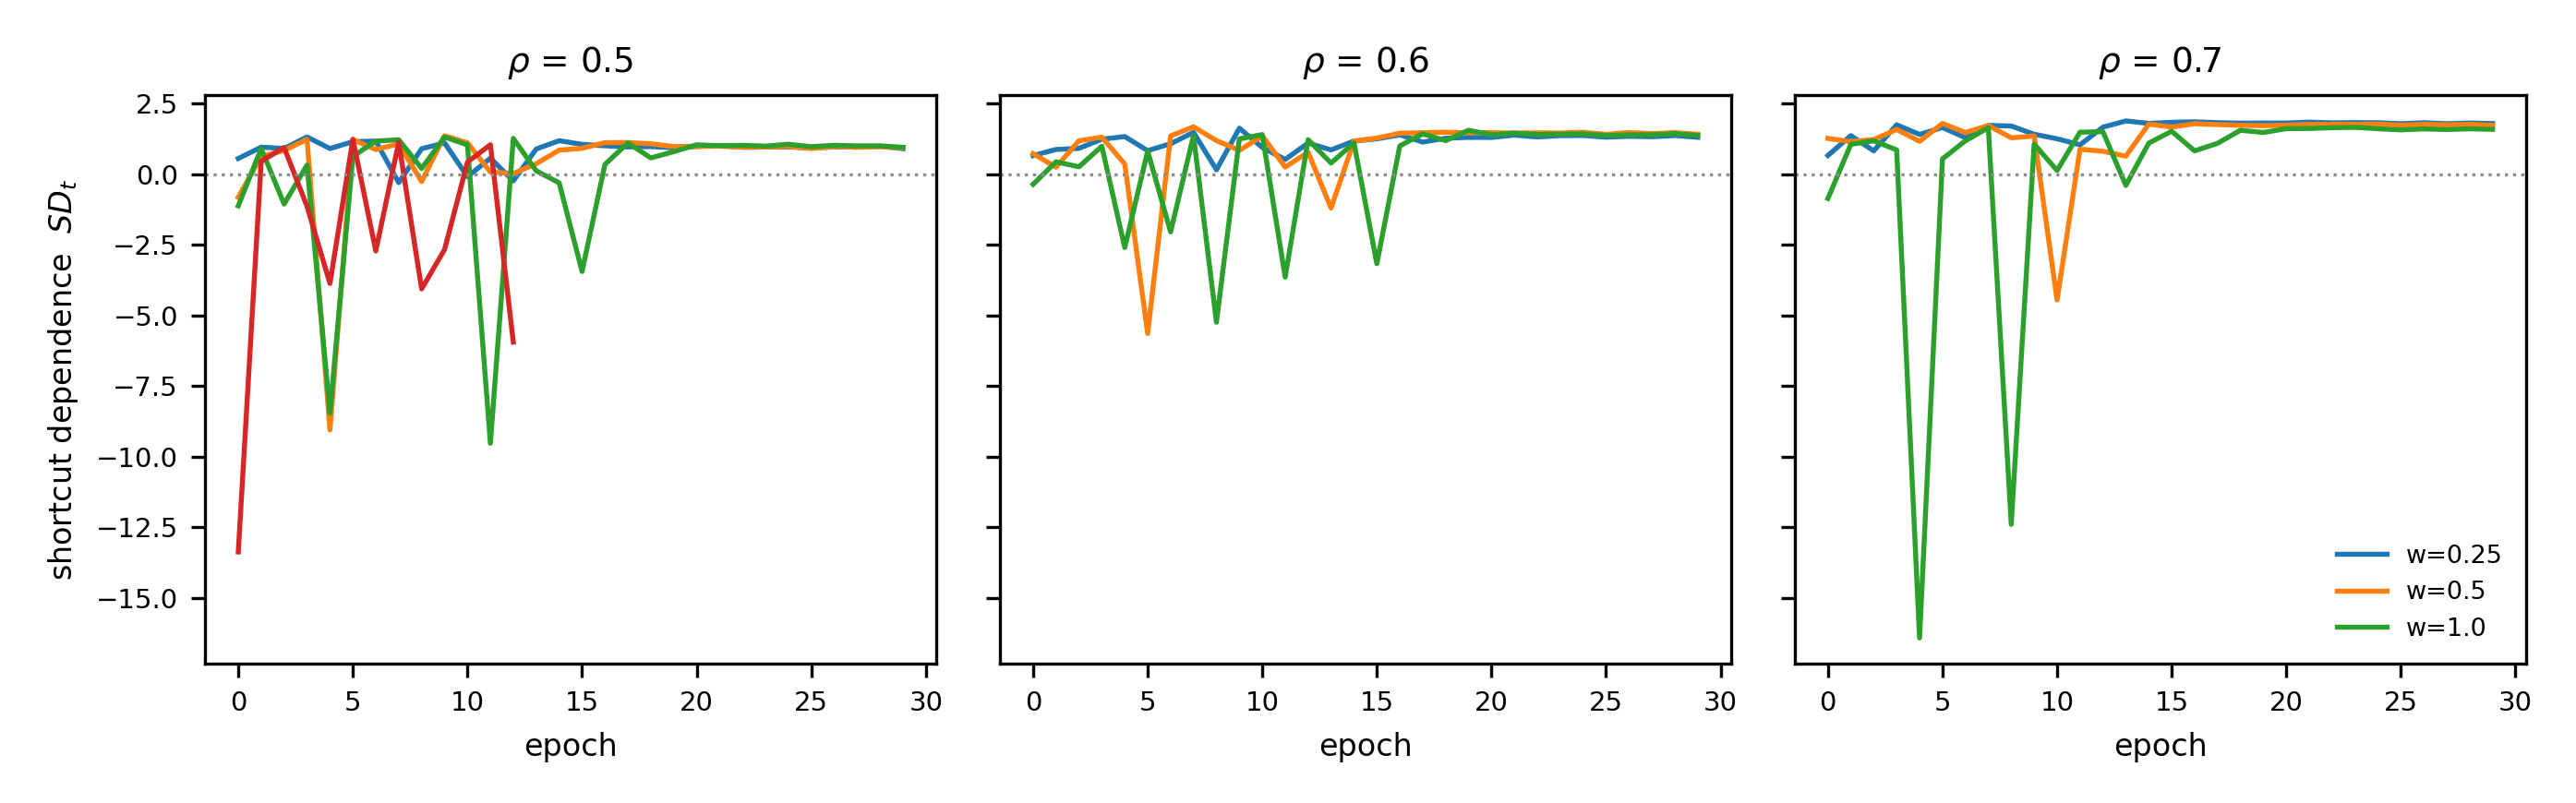 ρ = 0.5
ρ = 0.6
ρ = 0.7
shortcut dependence SD_t
2.5
0.0
−2.5
−5.0
−7.5
−10.0
−12.5
−15.0
0 5 10 15 20 25 30
0 5 10 15 20 25 30
0 5 10 15 20 25 30
epoch
epoch
epoch
w=0.25
w=0.5
w=1.0